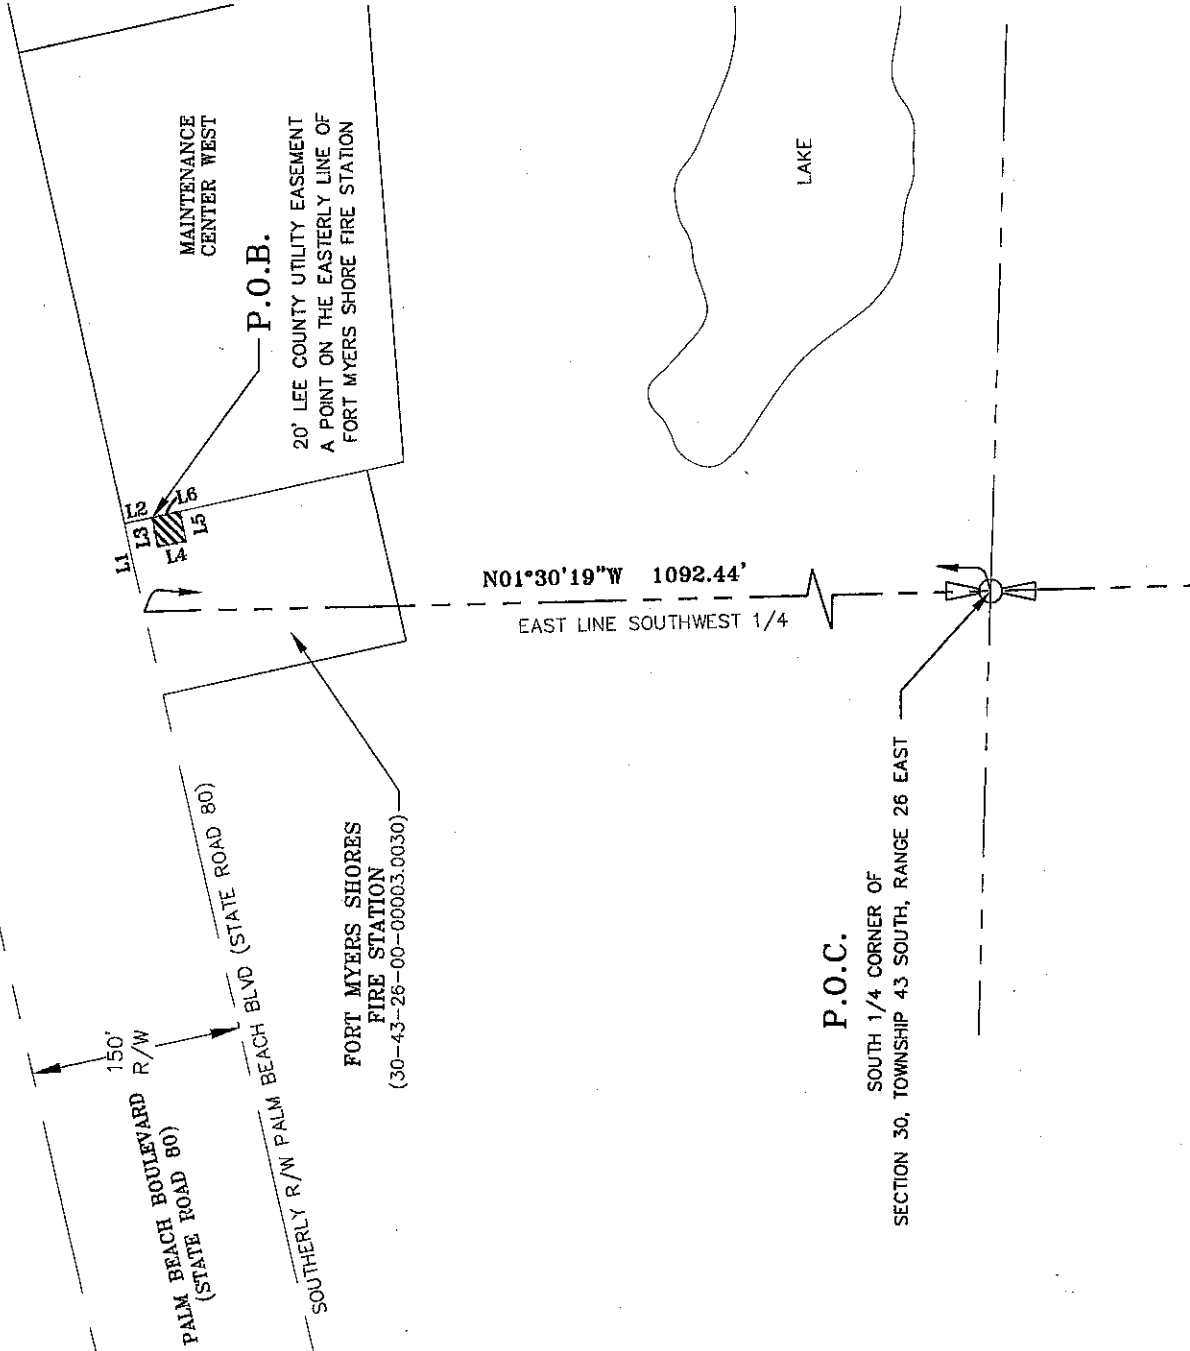 MAINTENANCE
CENTER WEST
P.O.B.
20' LEE COUNTY UTILITY EASEMENT
A POINT ON THE EASTERLY LINE OF
FORT MYERS SHORE FIRE STATION
LAKE
L1
L2
L3
L4
L5
L6
N01°30'19"W 1092.44'
EAST LINE SOUTHWEST 1/4
FORT MYERS SHORES
FIRE STATION
(30-43-26-00-00003.0030)
P.O.C.
SOUTH 1/4 CORNER OF
SECTION 30, TOWNSHIP 43 SOUTH, RANGE 26 EAST
150'
R/W
PALM BEACH BOULEVARD
(STATE ROAD 80)
SOUTHERLY R/W PALM BEACH BLVD (STATE ROAD 80)